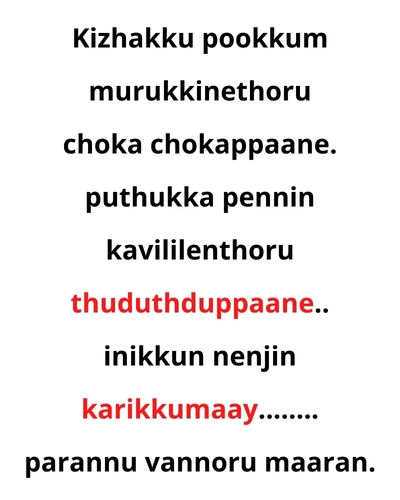 Kizhakku pookkum
murukkinethoru
choka chokappaane.
puthukka pennin
kavililenthoru
thuduthduppaane..
inikkun nenjin
karikkumaay........
parannu vannoru maaran.